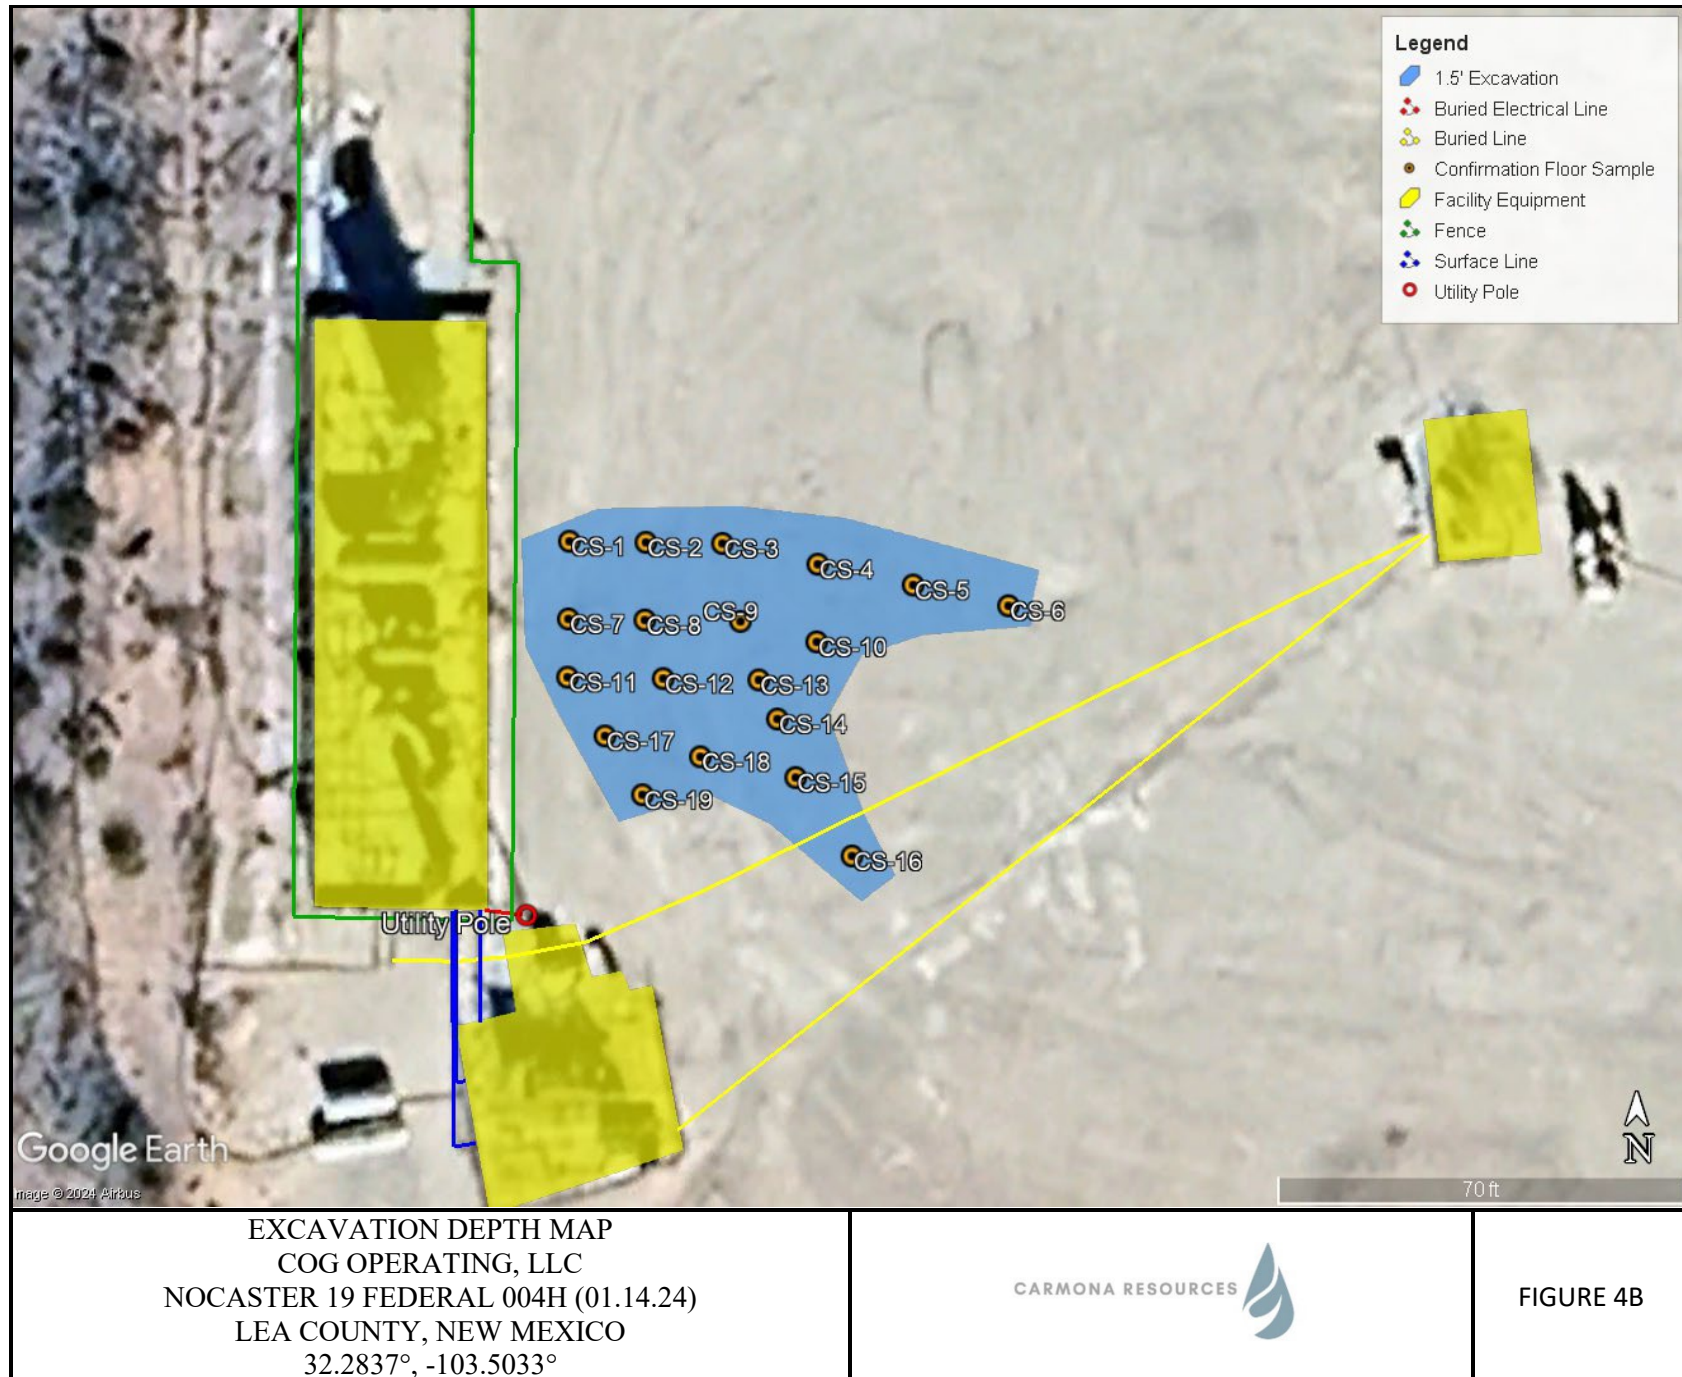 Legend
1.5' Excavation
Buried Electrical Line
Buried Line
Confirmation Floor Sample
Facility Equipment
Fence
Surface Line
Utility Pole
CS-1
CS-2
CS-3
CS-4
CS-5
CS-6
CS-7
CS-8
CS-9
CS-10
CS-11
CS-12
CS-13
CS-14
CS-17
CS-18
CS-15
CS-19
CS-16
Utility Pole
Google Earth
mage © 2024 Airbus
N
70 ft
EXCAVATION DEPTH MAP
COG OPERATING, LLC
NOCASTER 19 FEDERAL 004H (01.14.24)
LEA COUNTY, NEW MEXICO
32.2837°, -103.5033°
CARMONA RESOURCES
FIGURE 4B